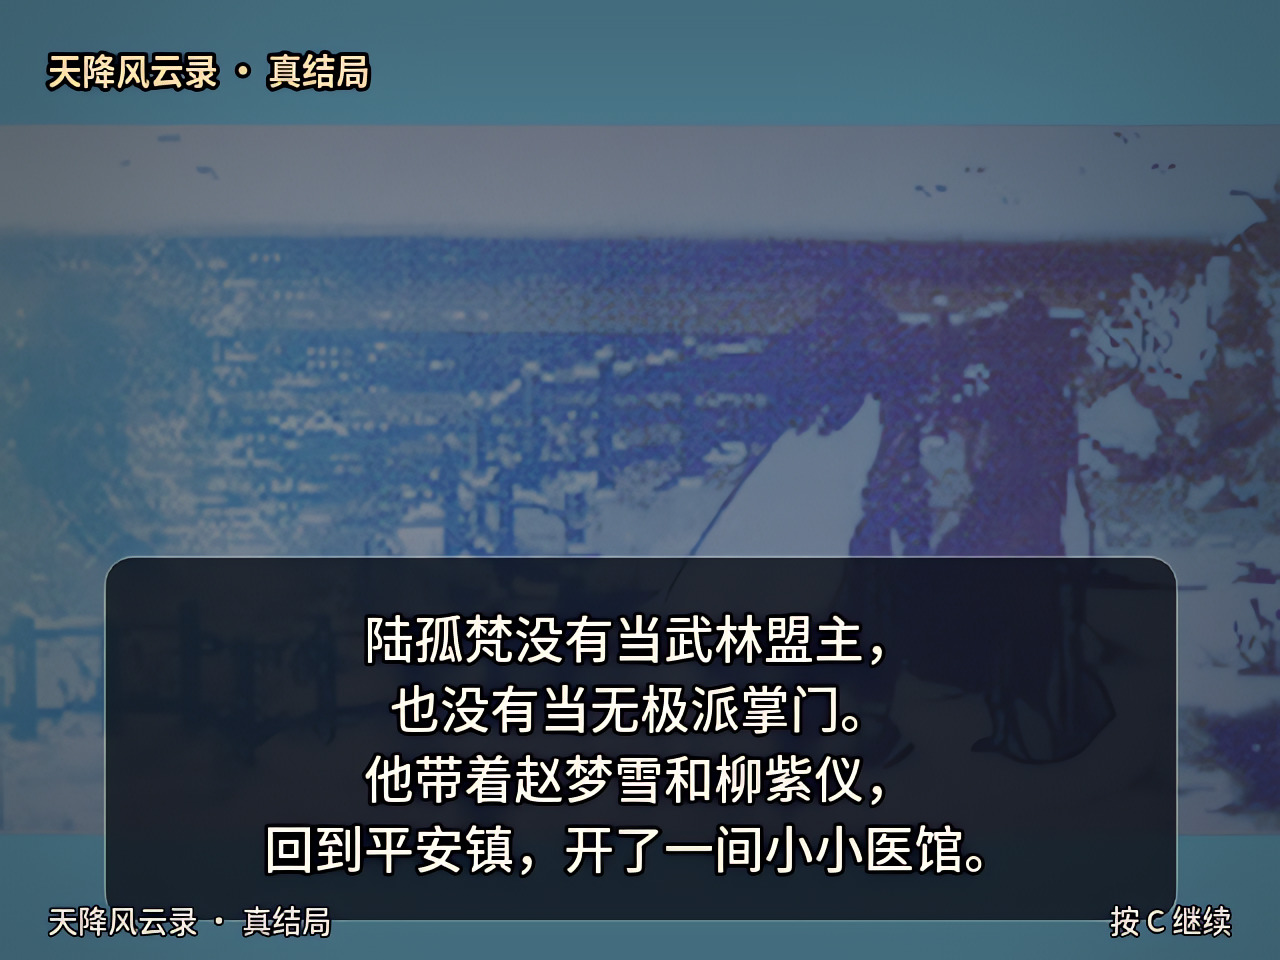 天降风云录 · 真结局
陆孤梵没有当武林盟主，
也没有当无极派掌门。
他带着赵梦雪和柳紫仪，
回到平安镇，开了一间小小医馆。
天降风云录 · 真结局
按 C 继续